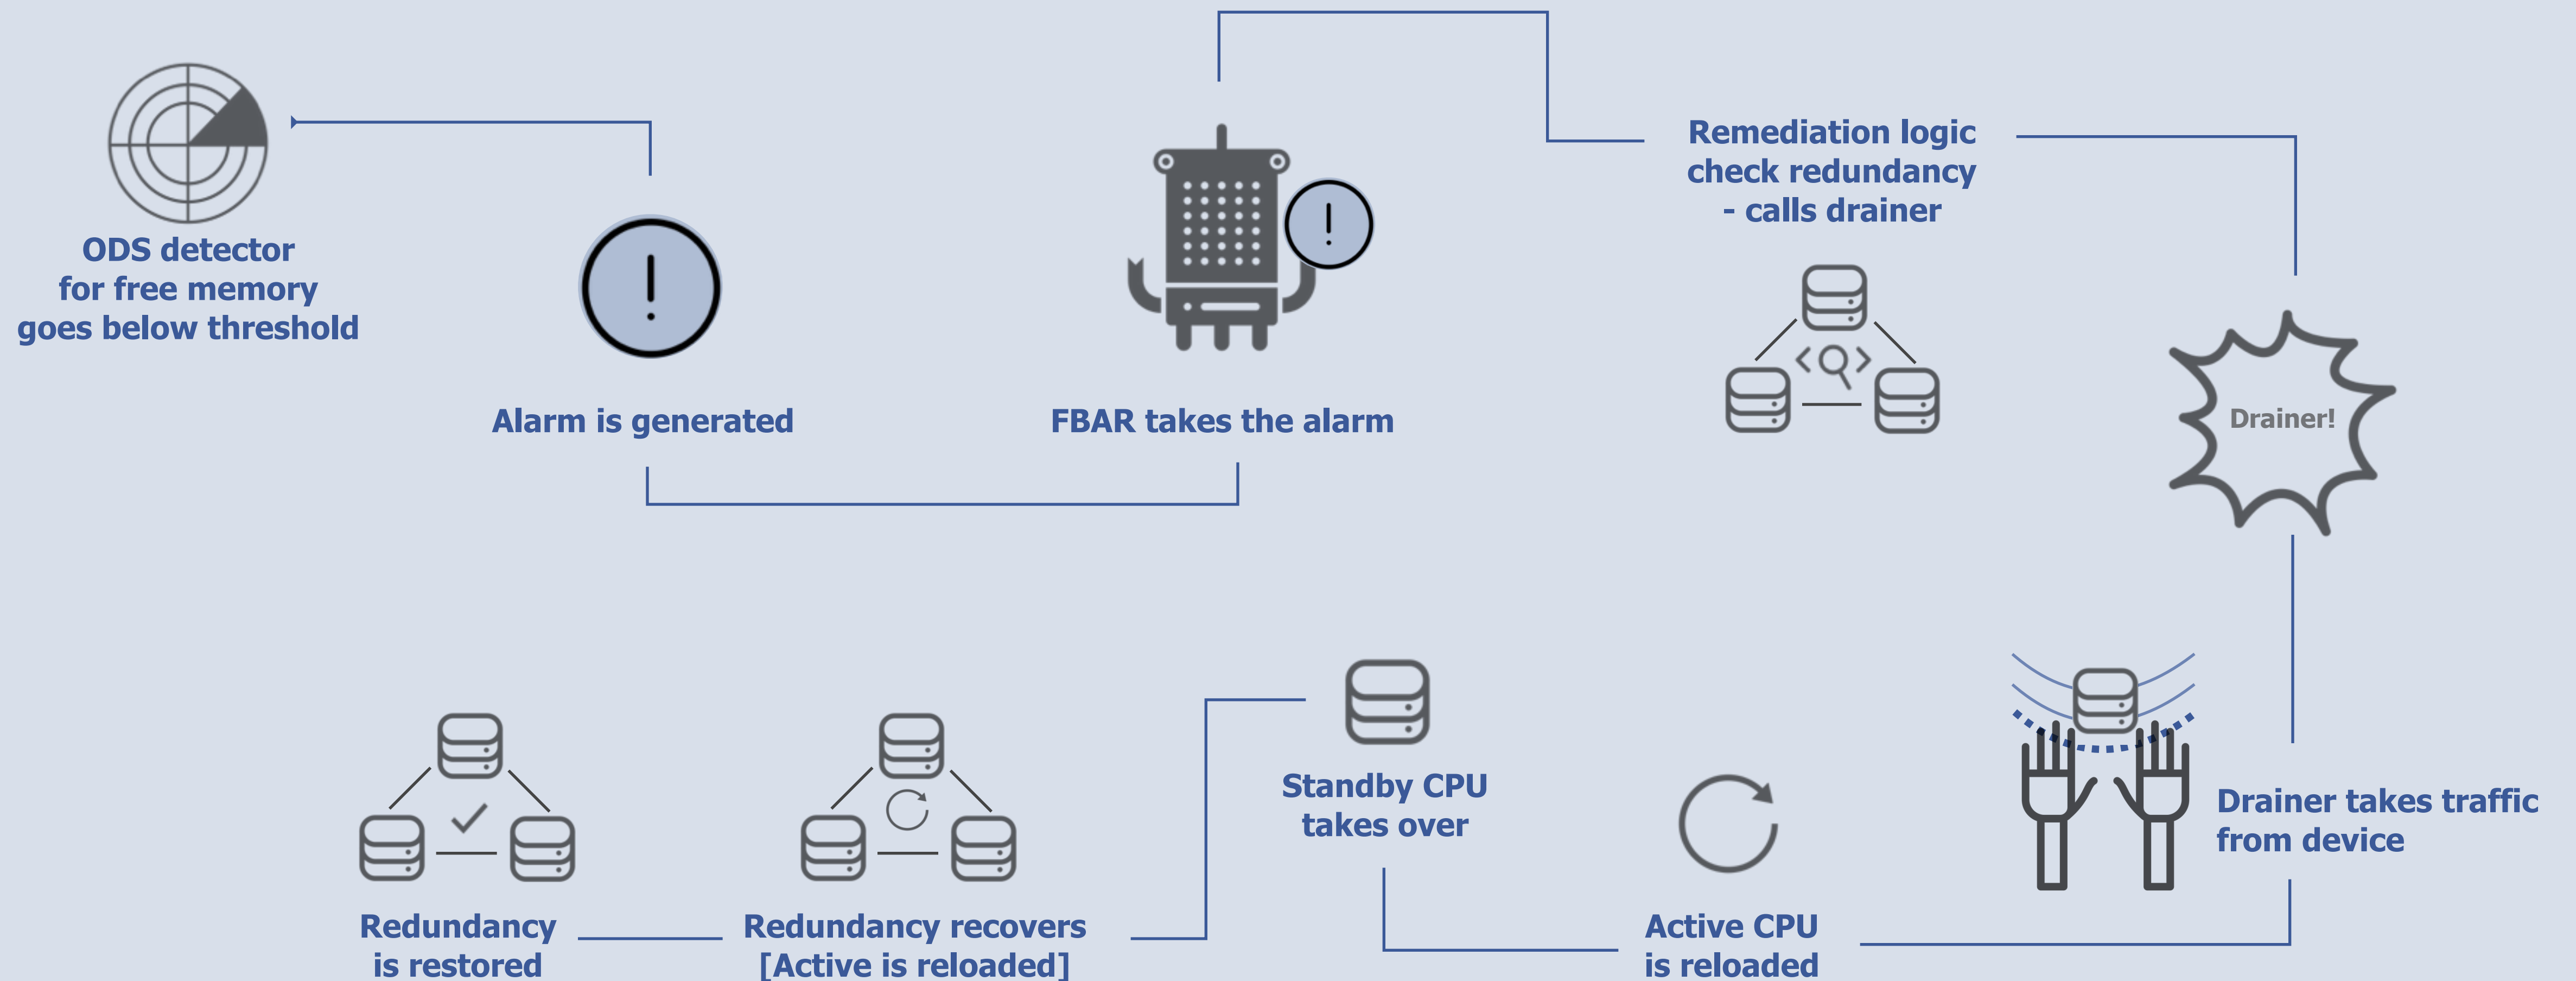 ODS detector
for free memory
goes below threshold
Alarm is generated
FBAR takes the alarm
Remediation logic
check redundancy
- calls drainer
Drainer!
Drainer takes traffic
from device
Active CPU
is reloaded
Standby CPU
takes over
Redundancy recovers
[Active is reloaded]
Redundancy
is restored